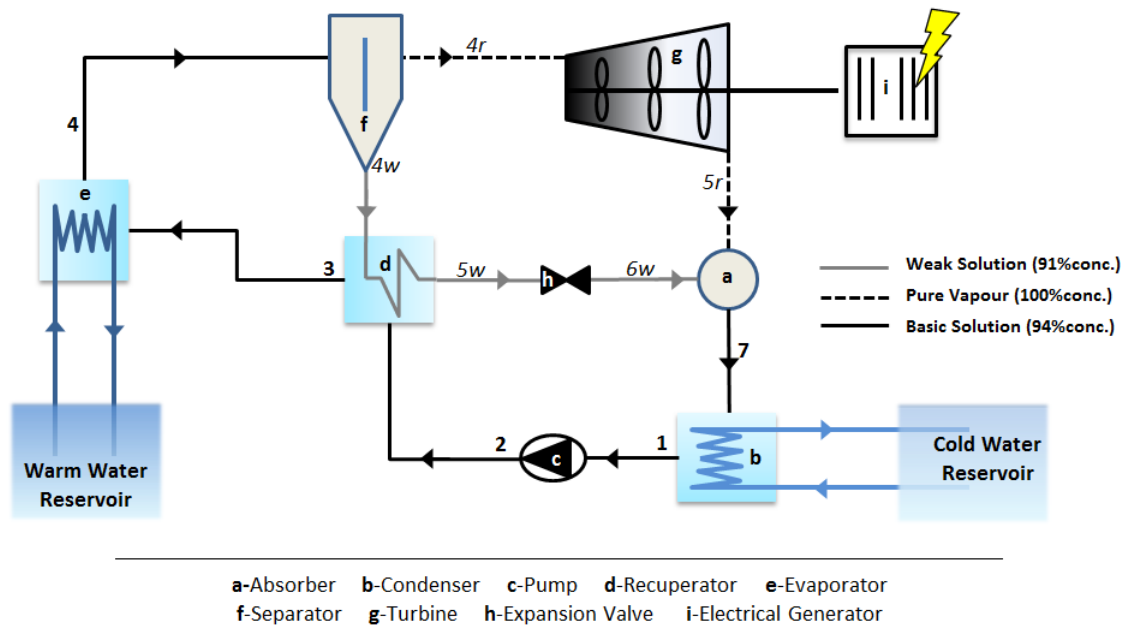 4r
g
i
f
4
4w
e
5r
d
3
5w
h
6w
a
Weak Solution (91%conc.)
Pure Vapour (100%conc.)
Basic Solution (94%conc.)
7
Warm Water
Reservoir
2
c
1
b
Cold Water
Reservoir
a-Absorber b-Condenser c-Pump d-Recuperator e-Evaporator
f-Separator g-Turbine h-Expansion Valve i-Electrical Generator